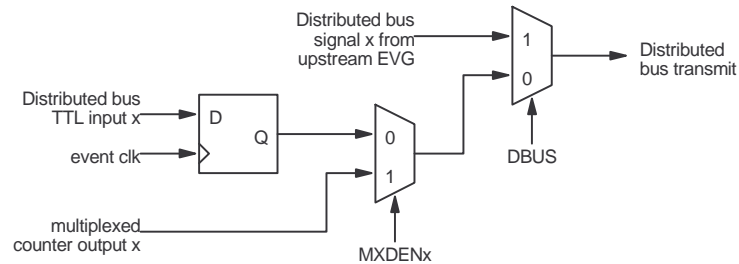 Distributed bus
signal x from
upstream EVG
1
0
Distributed
bus transmit
DBUS
Distributed bus
TTL input x
event clk
D
Q
0
1
multiplexed
counter output x
MXDENx